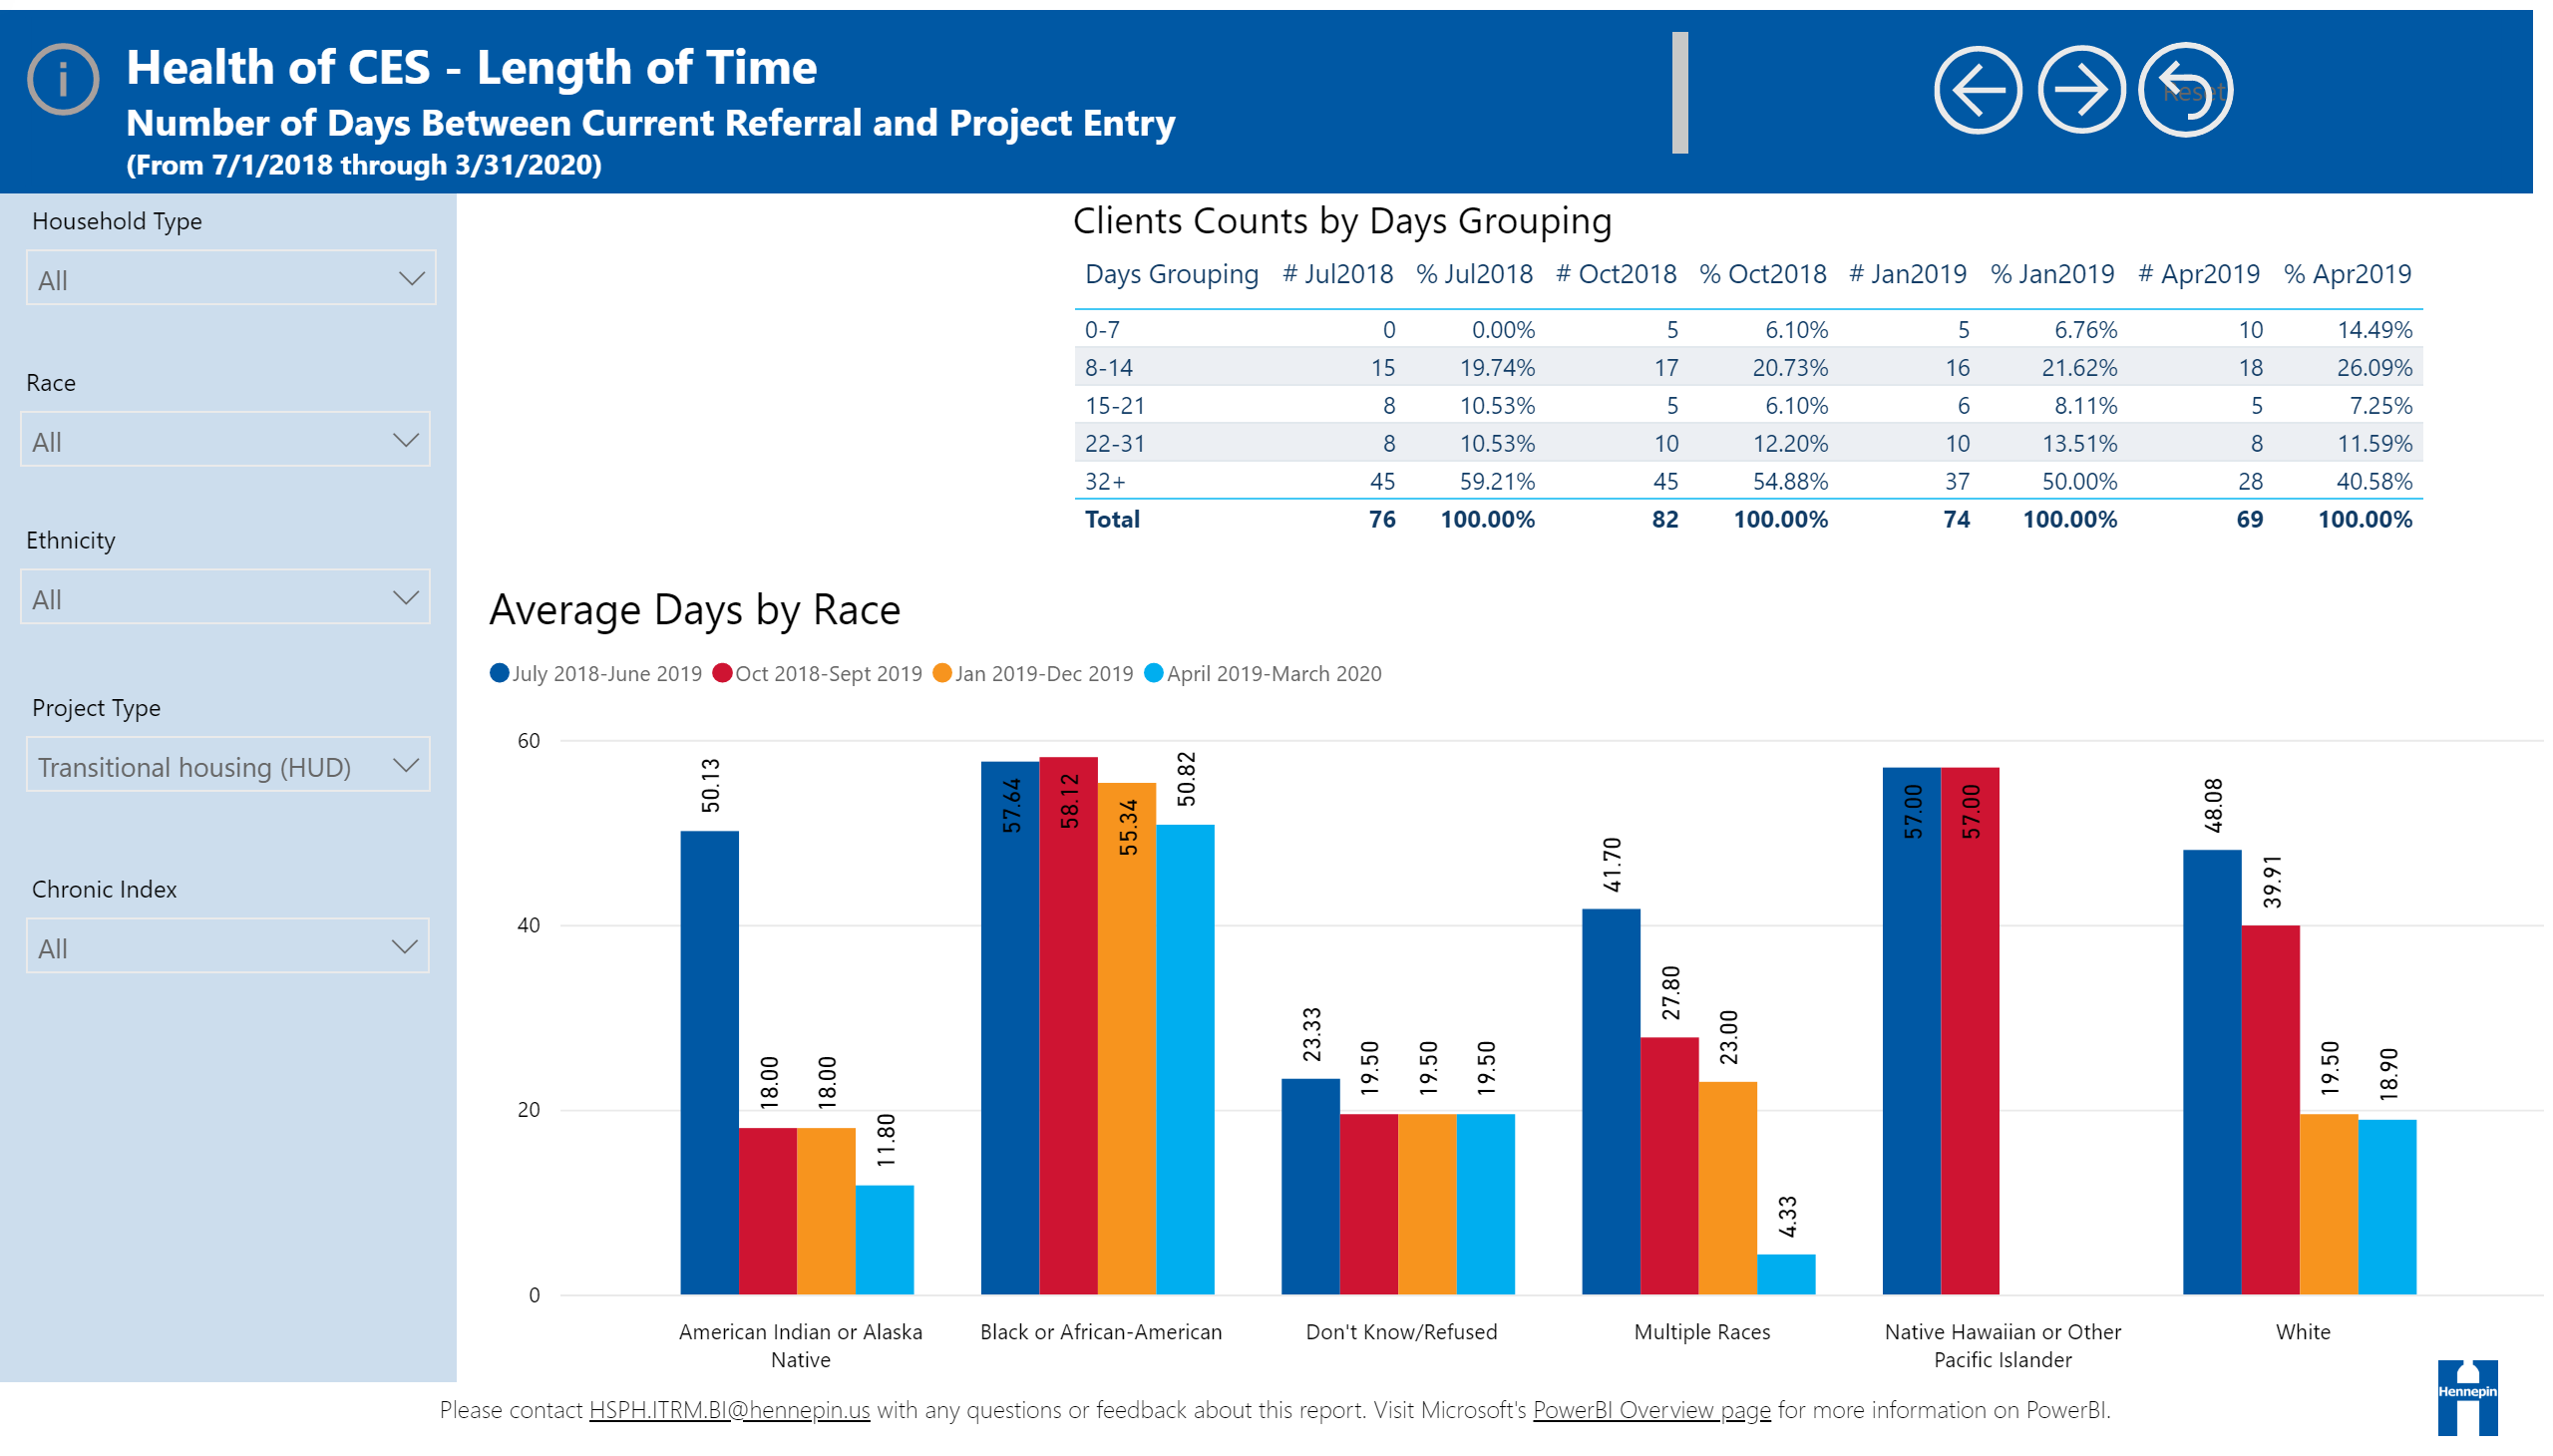 Health of CES - Length of Time
Number of Days Between Current Referral and Project Entry
(From 7/1/2018 through 3/31/2020)
Reset
Household Type
All
Race
All
Ethnicity
All
Project Type
Transitional housing (HUD)
Chronic Index
All
Clients Counts by Days Grouping
Days Grouping # Jul2018 % Jul2018 # Oct2018 % Oct2018 # Jan2019 % Jan2019 # Apr2019 % Apr2019
0-7 0 0.00% 5 6.10% 5 6.76% 10 14.49%
8-14 15 19.74% 17 20.73% 16 21.62% 18 26.09%
15-21 8 10.53% 5 6.10% 6 8.11% 5 7.25%
22-31 8 10.53% 10 12.20% 10 13.51% 8 11.59%
32+ 45 59.21% 45 54.88% 37 50.00% 28 40.58%
Total 76 100.00% 82 100.00% 74 100.00% 69 100.00%
Average Days by Race
July 2018-June 2019 Oct 2018-Sept 2019 Jan 2019-Dec 2019 April 2019-March 2020
60
40
20
0
50.13 18.00 18.00 11.80
57.64 58.12 55.34 50.82
23.33 19.50 19.50 19.50
41.70 27.80 23.00 4.33
57.00 57.00
48.08 39.91 19.50 18.90
American Indian or Alaska
Native
Black or African-American
Don't Know/Refused
Multiple Races
Native Hawaiian or Other
Pacific Islander
White
Please contact HSPH.ITRM.BI@hennepin.us with any questions or feedback about this report. Visit Microsoft's PowerBI Overview page for more information on PowerBI.
Hennepin